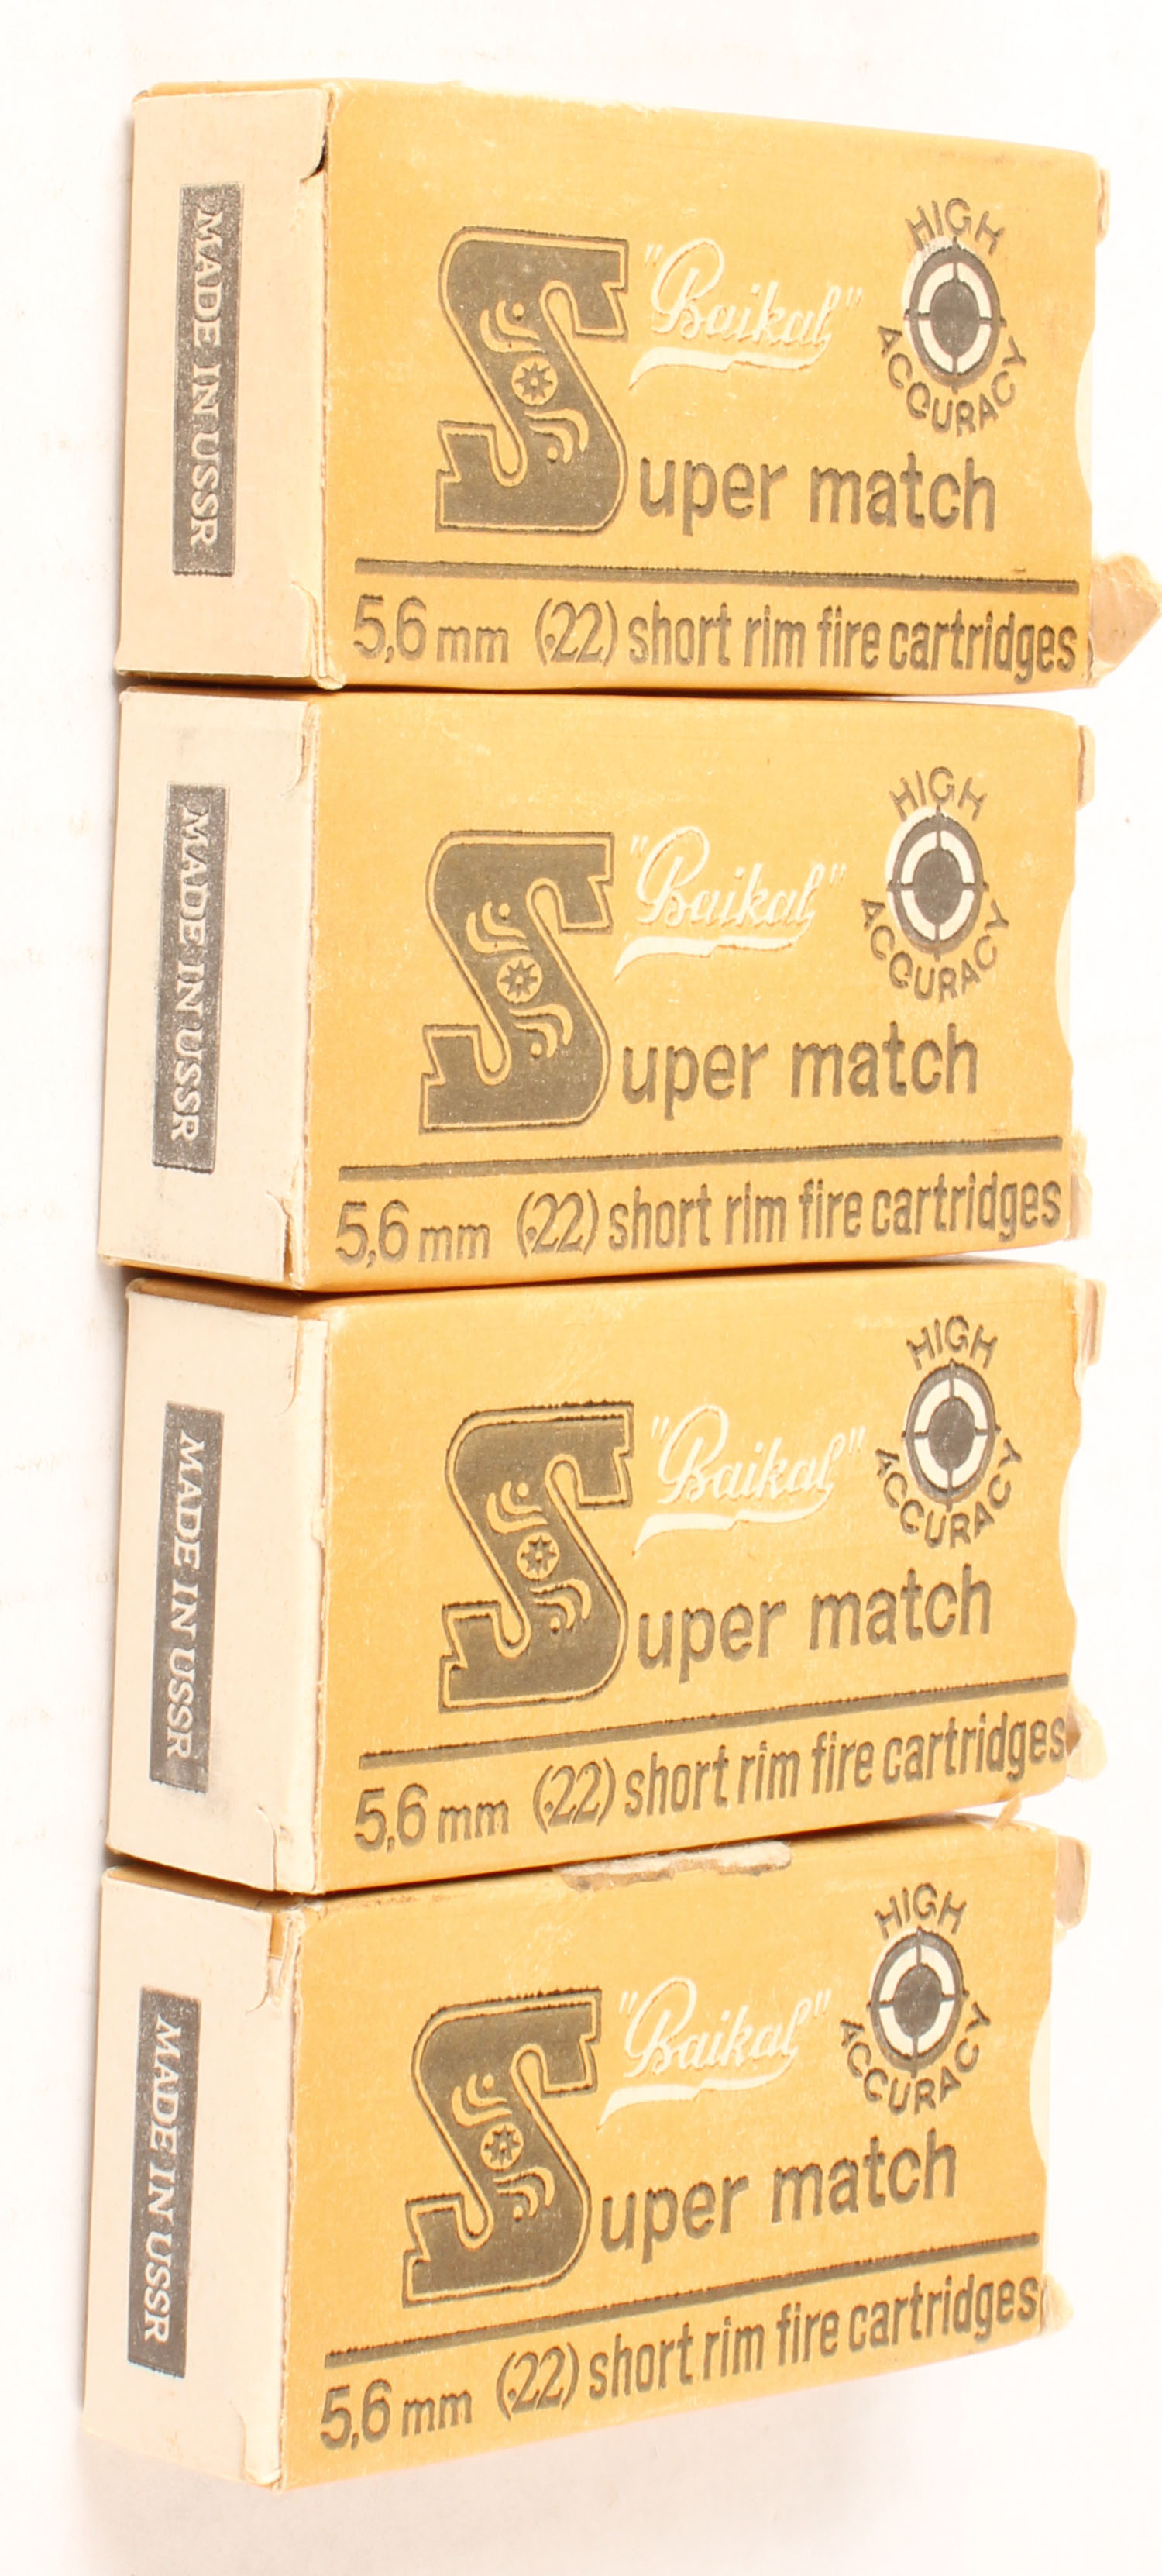 MADE IN USSR
"Baikal"
HIGH
ACCURACY
Super match
5,6 mm (.22) short rim fire cartridges
MADE IN USSR
"Baikal"
HIGH
ACCURACY
Super match
5,6 mm (.22) short rim fire cartridges
MADE IN USSR
"Baikal"
HIGH
ACCURACY
Super match
5,6 mm (.22) short rim fire cartridges
MADE IN USSR
"Baikal"
HIGH
ACCURACY
Super match
5,6 mm (.22) short rim fire cartridges